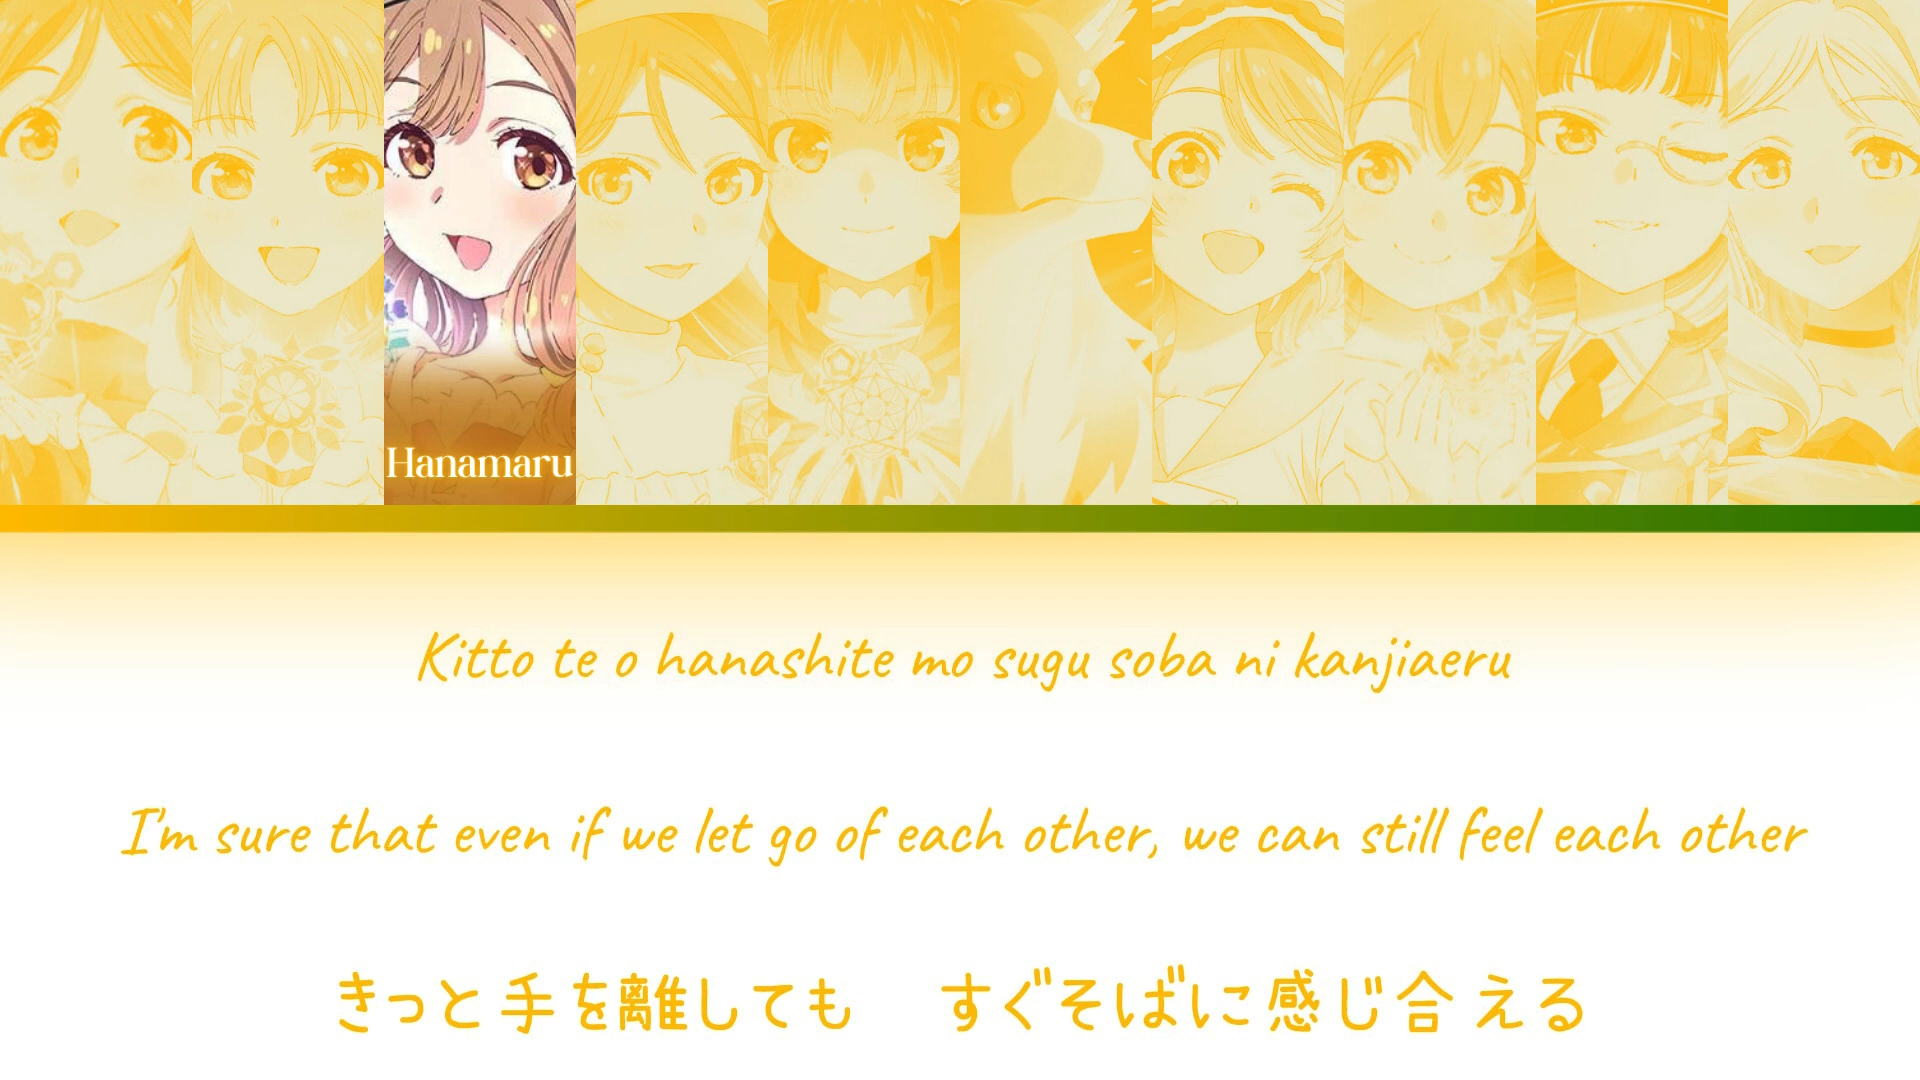 Hanamaru
Kitto te o hanashite mo sugu soba ni kanjiaeru
I'm sure that even if we let go of each other, we can still feel each other
きっと手を離しても　すぐそばに感じ合える